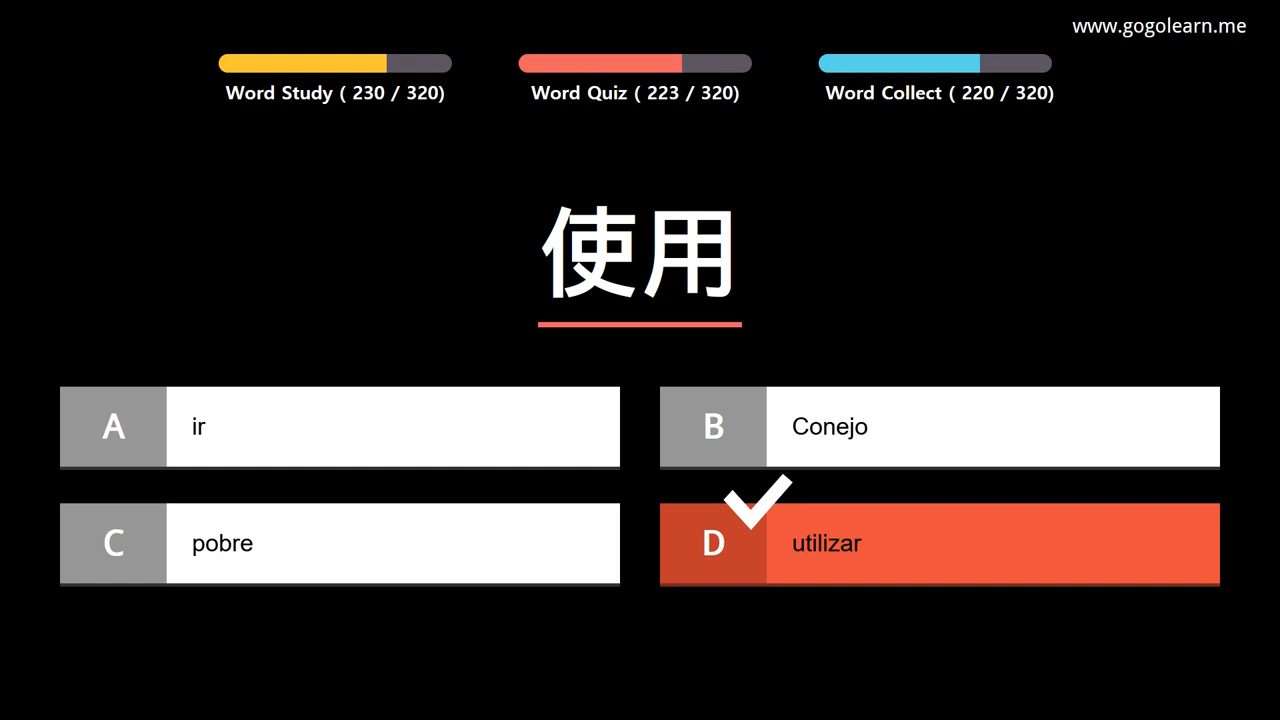 www.gogolearn.me
Word Study ( 230 / 320)
Word Quiz ( 223 / 320)
Word Collect ( 220 / 320)
使用
A ir
B Conejo
C pobre
D utilizar